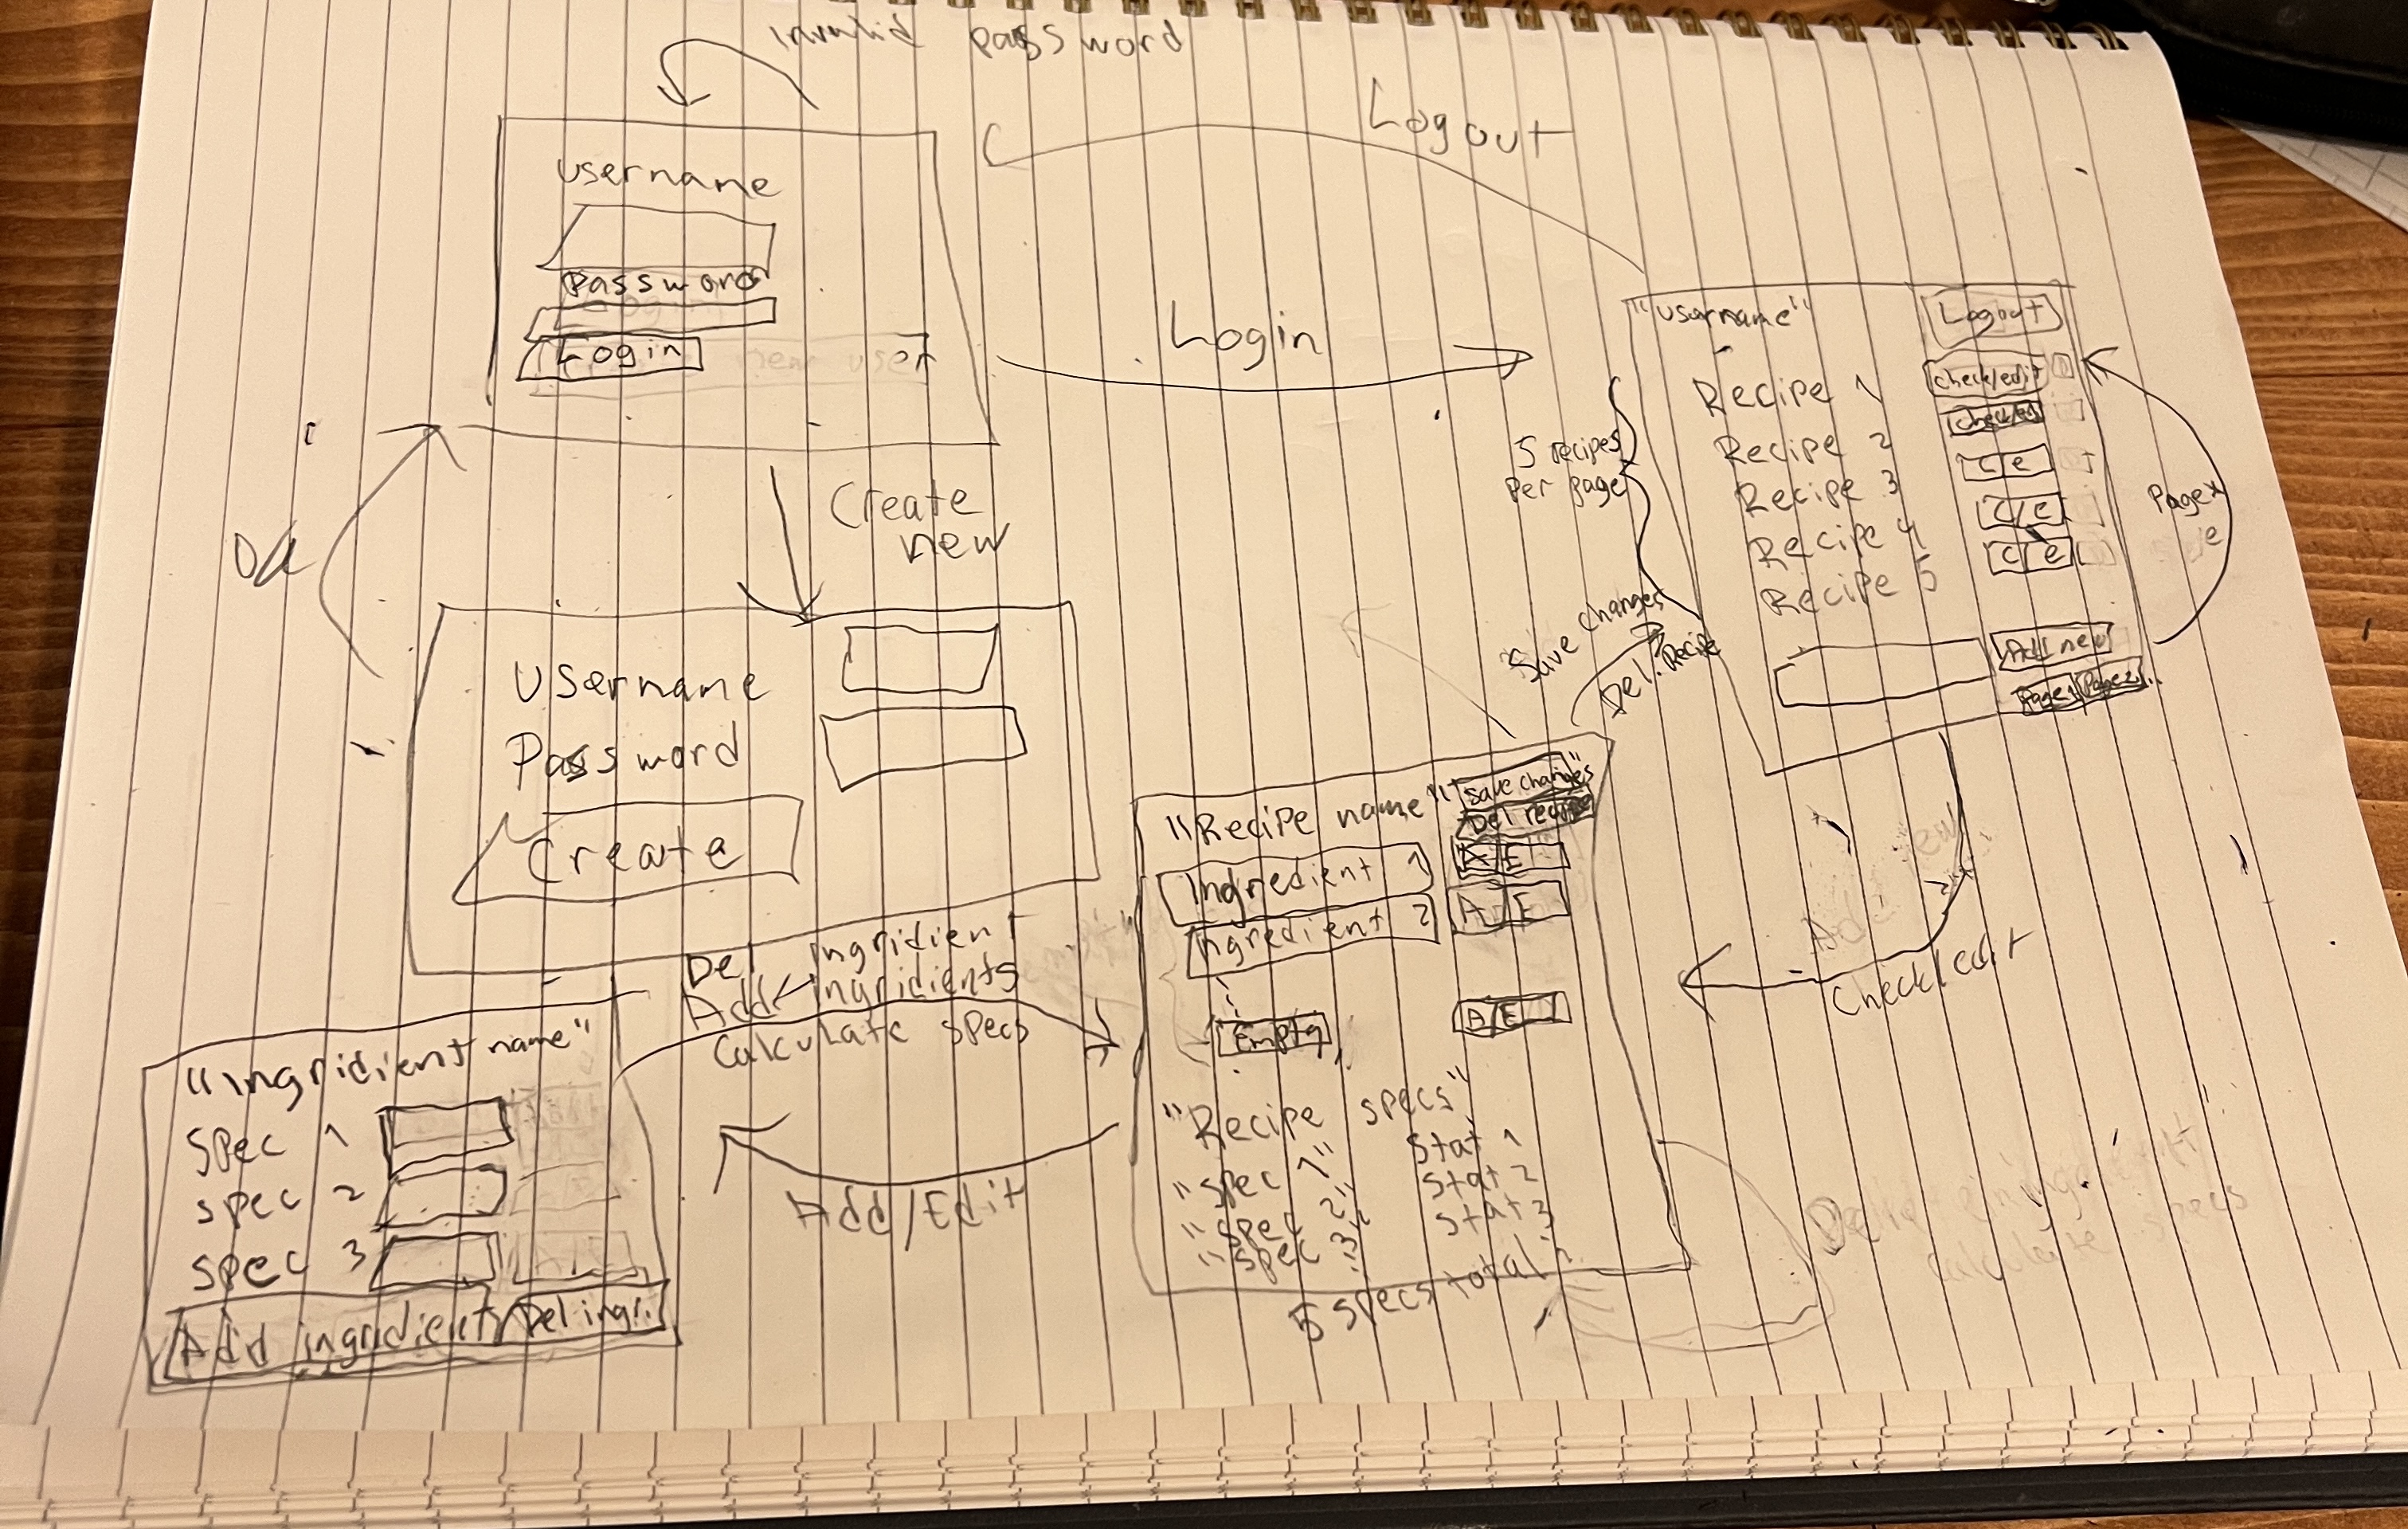 invalid password
Logout
username
Password
Login
new user
Login
"username"
Logout
Recipe 1
check/edit
Recipe 2
Recipe 3
C/E
Recipe 4
C/E
Recipe 5
C/e
5 recipes
per page
Add new
Page 1 Page 2..
Page x
Create
new
Ok
Username
Password
Create
Save changes
Del. Recipe
"Recipe name"
Save changes
Del recipe
Ingredient 1
A/E
Ingredient 2
A/E
Empty
A/E
"Recipe specs"
"spec 1" Stat 1
"spec 2" Stat 2
"spec 3" Stat 3
5 specs total
Check/edit
Del ingridient
Add ingridients
Calculate specs
Add/Edit
"Ingridient name"
Spec 1
spec 2
spec 3
Add ingridient
Del ingr.
Calculate specs